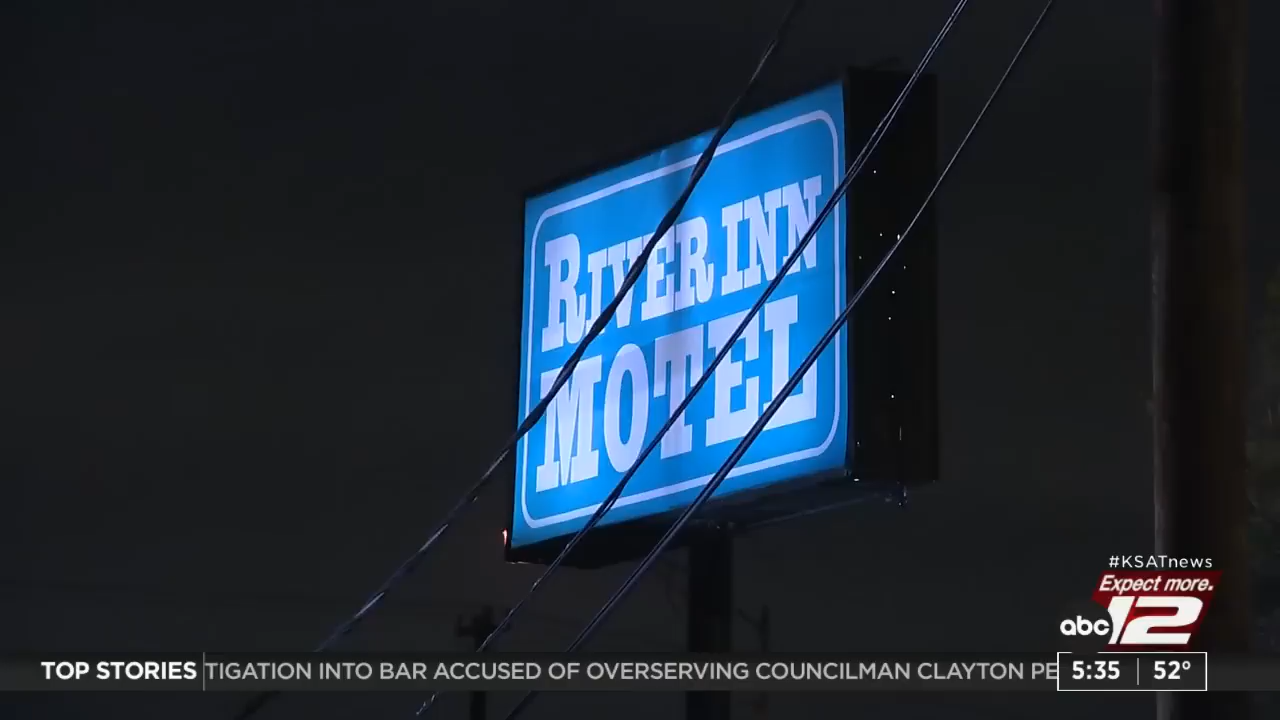 RIVER INN
MOTEL
#KSATnews
Expect more.
abc 12
TOP STORIES TIGATION INTO BAR ACCUSED OF OVERSERVING COUNCILMAN CLAYTON PE 5:35 52°